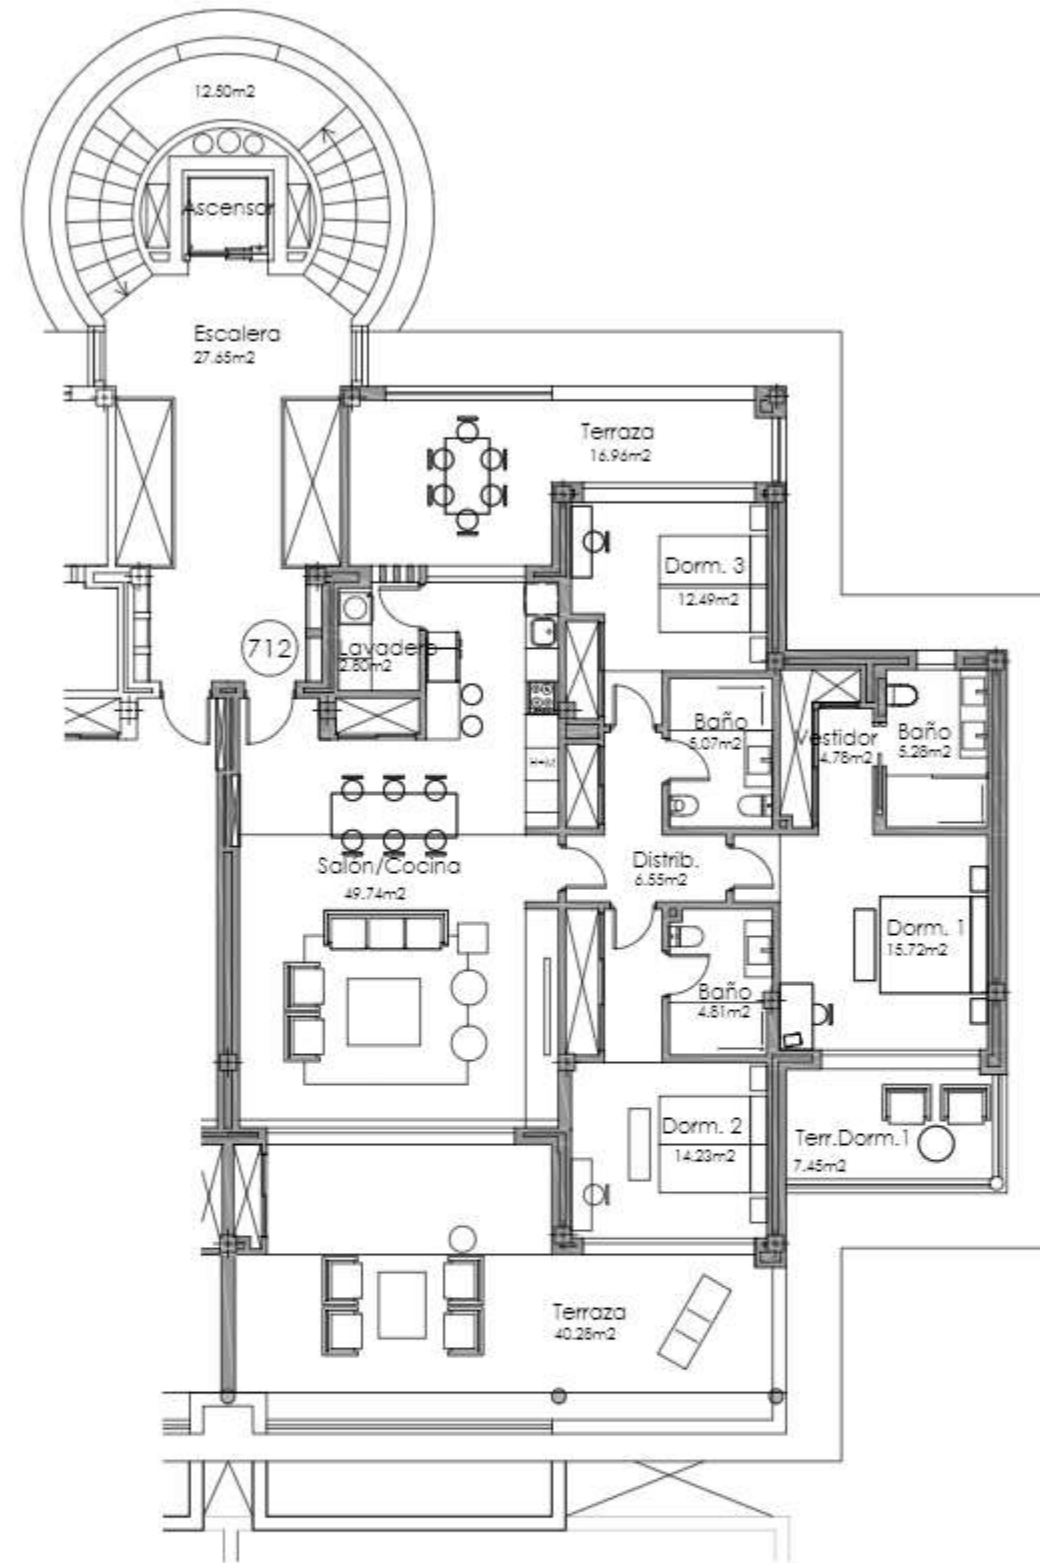 12.50m2
Ascensor
Escalera
27.65m2
Terraza
16.96m2
Dorm. 3
12.49m2
712
Lavadero
2.80m2
Baño
5.07m2
Vestidor
4.78m2
Baño
5.28m2
H+M
Salón/Cocina
49.74m2
Distrib.
6.55m2
Dorm. 1
15.72m2
Baño
4.81m2
Dorm. 2
14.23m2
Terr.Dorm.1
7.45m2
Terraza
40.28m2